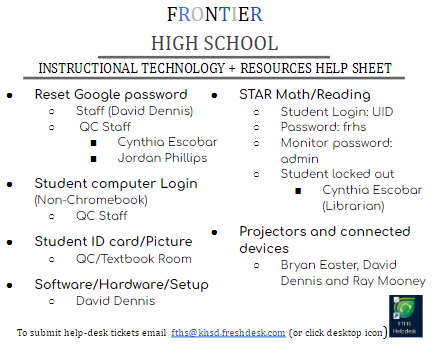 FRONTIER
HIGH SCHOOL
INSTRUCTIONAL TECHNOLOGY + RESOURCES HELP SHEET
● Reset Google password
○ Staff (David Dennis)
○ QC Staff
■ Cynthia Escobar
■ Jordan Phillips
● Student computer Login
(Non-Chromebook)
○ QC Staff
● Student ID card/Picture
○ QC/Textbook Room
● Software/Hardware/Setup
○ David Dennis
● STAR Math/Reading
○ Student Login: UID
○ Password: frhs
○ Monitor password:
admin
○ Student locked out
■ Cynthia Escobar
(Librarian)
● Projectors and connected
devices
○ Bryan Easter, David
Dennis and Ray Mooney
FTHS
Helpdesk
To submit help-desk tickets email fths@khsd.freshdesk.com (or click desktop icon)